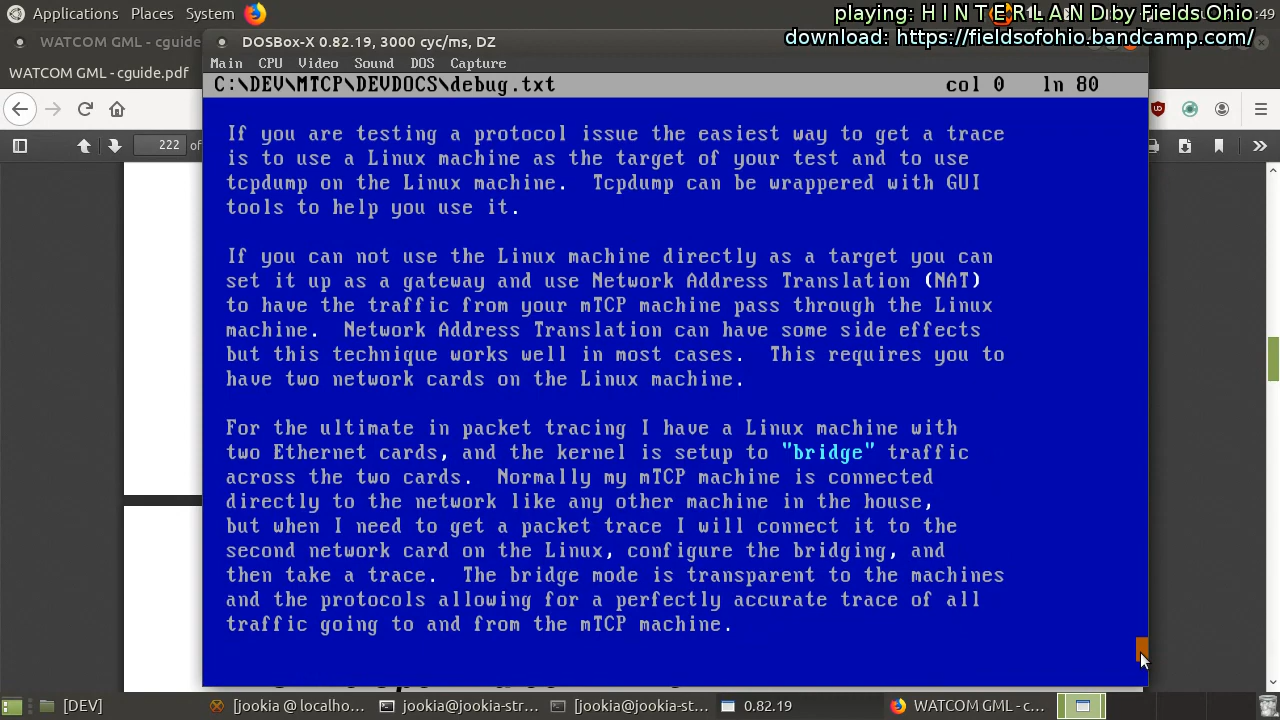 Applications Places System
playing: H I N T E R L A N D by Fields Ohio
:49
download: https://fieldsofohio.bandcamp.com/
WATCOM GML - cguide
DOSBox-X 0.82.19, 3000 cyc/ms, DZ
Main CPU Video Sound DOS Capture
WATCOM GML - cguide.pdf
C:\DEV\MTCP\DEVDOCS\debug.txt col 0 ln 80
222 of
If you are testing a protocol issue the easiest way to get a trace
is to use a Linux machine as the target of your test and to use
tcpdump on the Linux machine. Tcpdump can be wrappered with GUI
tools to help you use it.
If you can not use the Linux machine directly as a target you can
set it up as a gateway and use Network Address Translation (NAT)
to have the traffic from your mTCP machine pass through the Linux
machine. Network Address Translation can have some side effects
but this technique works well in most cases. This requires you to
have two network cards on the Linux machine.
For the ultimate in packet tracing I have a Linux machine with
two Ethernet cards, and the kernel is setup to "bridge" traffic
across the two cards. Normally my mTCP machine is connected
directly to the network like any other machine in the house,
but when I need to get a packet trace I will connect it to the
second network card on the Linux, configure the bridging, and
then take a trace. The bridge mode is transparent to the machines
and the protocols allowing for a perfectly accurate trace of all
traffic going to and from the mTCP machine.
[DEV] [jookia @ localho... jookia@jookia-str... [jookia@jookia-st... 0.82.19 WATCOM GML - c...